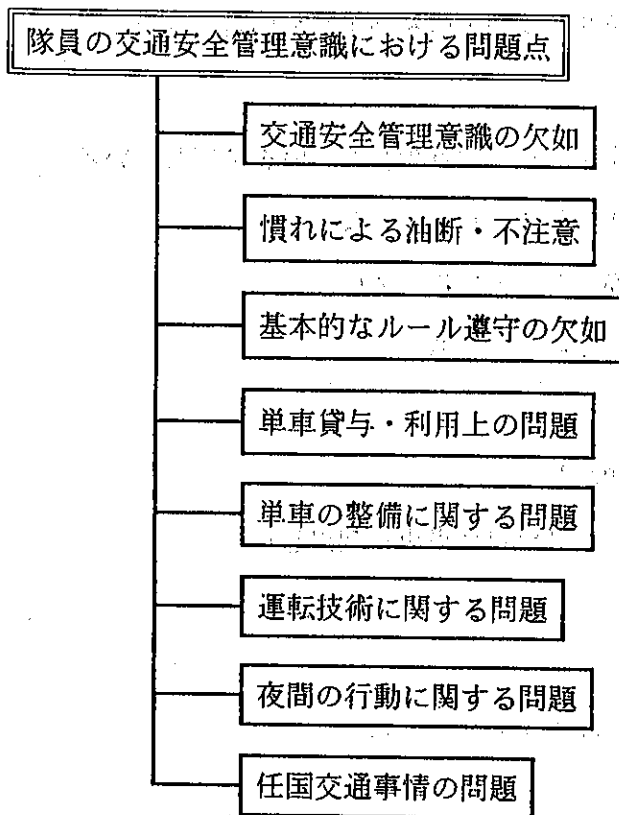 隊員の交通安全管理意識における問題点
交通安全管理意識の欠如
慣れによる油断・不注意
基本的なルール遵守の欠如
単車貸与・利用上の問題
単車の整備に関する問題
運転技術に関する問題
夜間の行動に関する問題
任国交通事情の問題